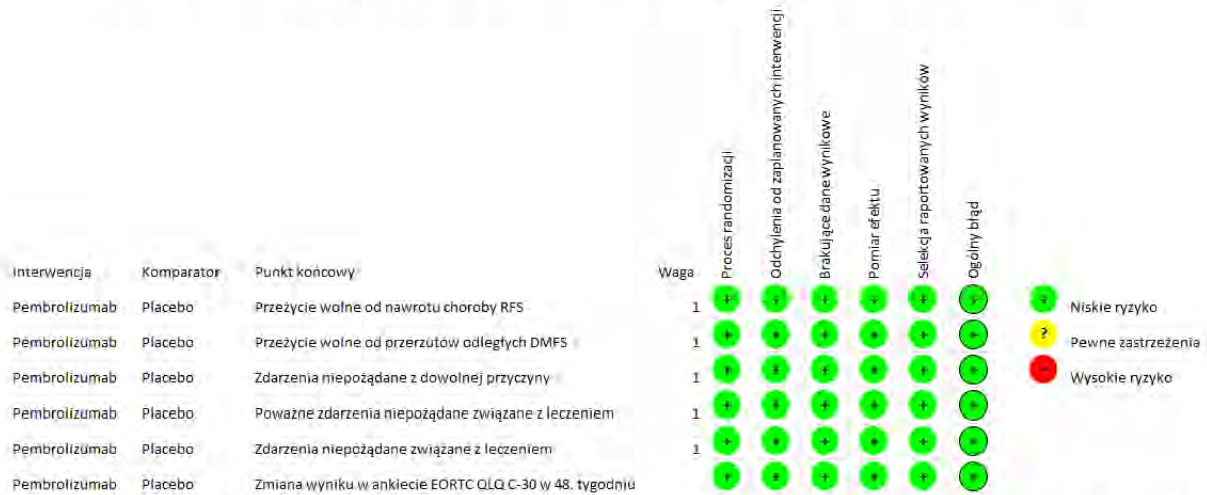 Proces randomizacji
Odchylenia od zaplanowanych interwencji
Brakujące dane wynikowe
Pomiar efektu
Selekcja raportowanych wyników
Ogólny błąd
Interwencja Komparator Punkt końcowy Waga
Pembrolizumab Placebo Przeżycie wolne od nawrotu choroby RFS 1 + + + + + + + Niskie ryzyko
Pembrolizumab Placebo Przeżycie wolne od przerzutów odległych DMFS 1 + + + + + + ? Pewne zastrzeżenia
Pembrolizumab Placebo Zdarzenia niepożądane z dowolnej przyczyny 1 + + + + + + - Wysokie ryzyko
Pembrolizumab Placebo Poważne zdarzenia niepożądane związane z leczeniem 1 + + + + + +
Pembrolizumab Placebo Zdarzenia niepożądane związane z leczeniem 1 + + + + + +
Pembrolizumab Placebo Zmiana wyniku w ankiecie EORTC QLQ C-30 w 48. tygodniu + + + + + +